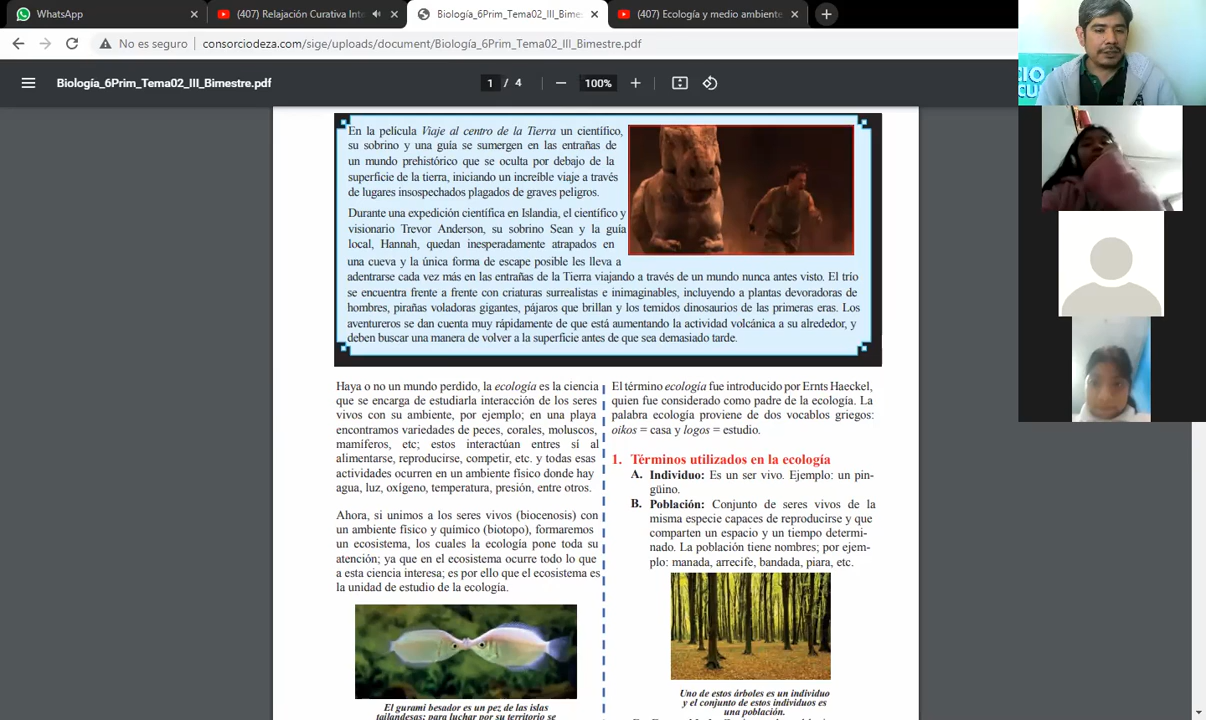 WhatsApp
(407) Relajación Curativa Int
Biología_6Prim_Tema02_III_Bime
(407) Ecología y medio ambiente
No es seguro
consorciodeza.com/sige/uploads/document/Biología_6Prim_Tema02_III_Bimestre.pdf
Biología_6Prim_Tema02_III_Bimestre.pdf
1 / 4
100%
En la película Viaje al centro de la Tierra un científico,
su sobrino y una guía se sumergen en las entrañas de
un mundo prehistórico que se oculta por debajo de la
superficie de la tierra, iniciando un increíble viaje a través
de lugares insospechados plagados de graves peligros.
Durante una expedición científica en Islandia, el científico y
visionario Trevor Anderson, su sobrino Sean y la guía
local, Hannah, quedan inesperadamente atrapados en
una cueva y la única forma de escape posible les lleva a
adentrarse cada vez más en las entrañas de la Tierra viajando a través de un mundo nunca antes visto. El trío
se encuentra frente a frente con criaturas surrealistas e inimaginables, incluyendo a plantas devoradoras de
hombres, pirañas voladoras gigantes, pájaros que brillan y los temidos dinosaurios de las primeras eras. Los
aventureros se dan cuenta muy rápidamente de que está aumentando la actividad volcánica a su alrededor, y
deben buscar una manera de volver a la superficie antes de que sea demasiado tarde.
Haya o no un mundo perdido, la ecología es la ciencia
que se encarga de estudiarla interacción de los seres
vivos con su ambiente, por ejemplo; en una playa
encontramos variedades de peces, corales, moluscos,
mamíferos, etc; estos interactúan entres sí al
alimentarse, reproducirse, competir, etc. y todas esas
actividades ocurren en un ambiente físico donde hay
agua, luz, oxígeno, temperatura, presión, entre otros.
Ahora, si unimos a los seres vivos (biocenosis) con
un ambiente físico y químico (biotopo), formaremos
un ecosistema, los cuales la ecología pone toda su
atención; ya que en el ecosistema ocurre todo lo que
a esta ciencia interesa; es por ello que el ecosistema es
la unidad de estudio de la ecología.
El gurami besador es un pez de las islas
tailandesas; para luchar por su territorio se
El término ecología fue introducido por Ernts Haeckel,
quien fue considerado como padre de la ecología. La
palabra ecología proviene de dos vocablos griegos:
oikos = casa y logos = estudio.
1. Términos utilizados en la ecología
A. Individuo: Es un ser vivo. Ejemplo: un pin-
güino.
B. Población: Conjunto de seres vivos de la
misma especie capaces de reproducirse y que
comparten un espacio y un tiempo determi-
nado. La población tiene nombres; por ejem-
plo: manada, arrecife, bandada, piara, etc.
Uno de estos árboles es un individuo
y el conjunto de estos individuos es
una población.